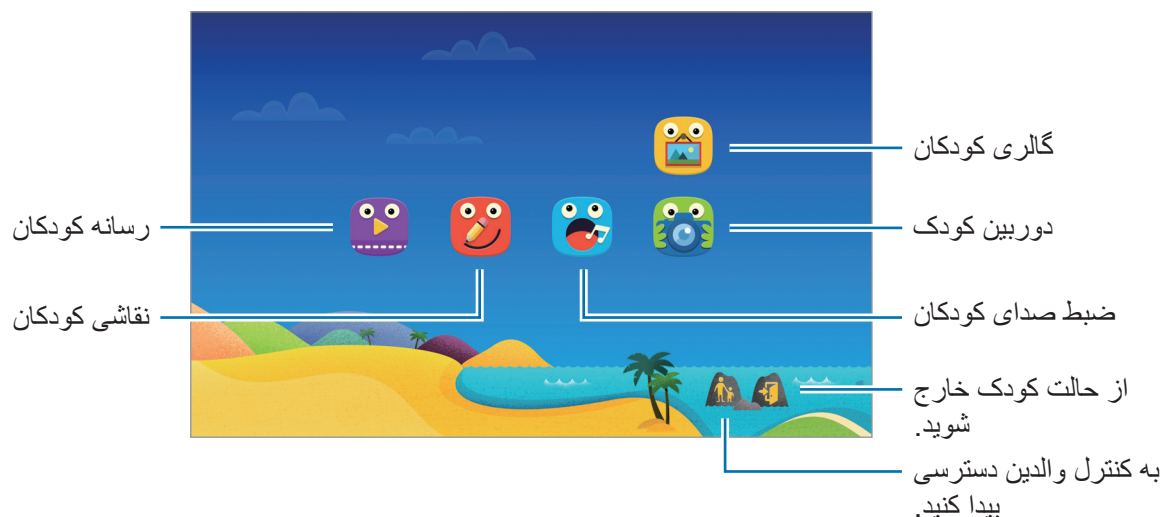 گالری کودکان
دوربین کودک
رسانه کودکان
ضبط صدای کودکان
نقاشی کودکان
از حالت کودک خارج
شوید.
به کنترل والدین دسترسی
پیدا کنید.